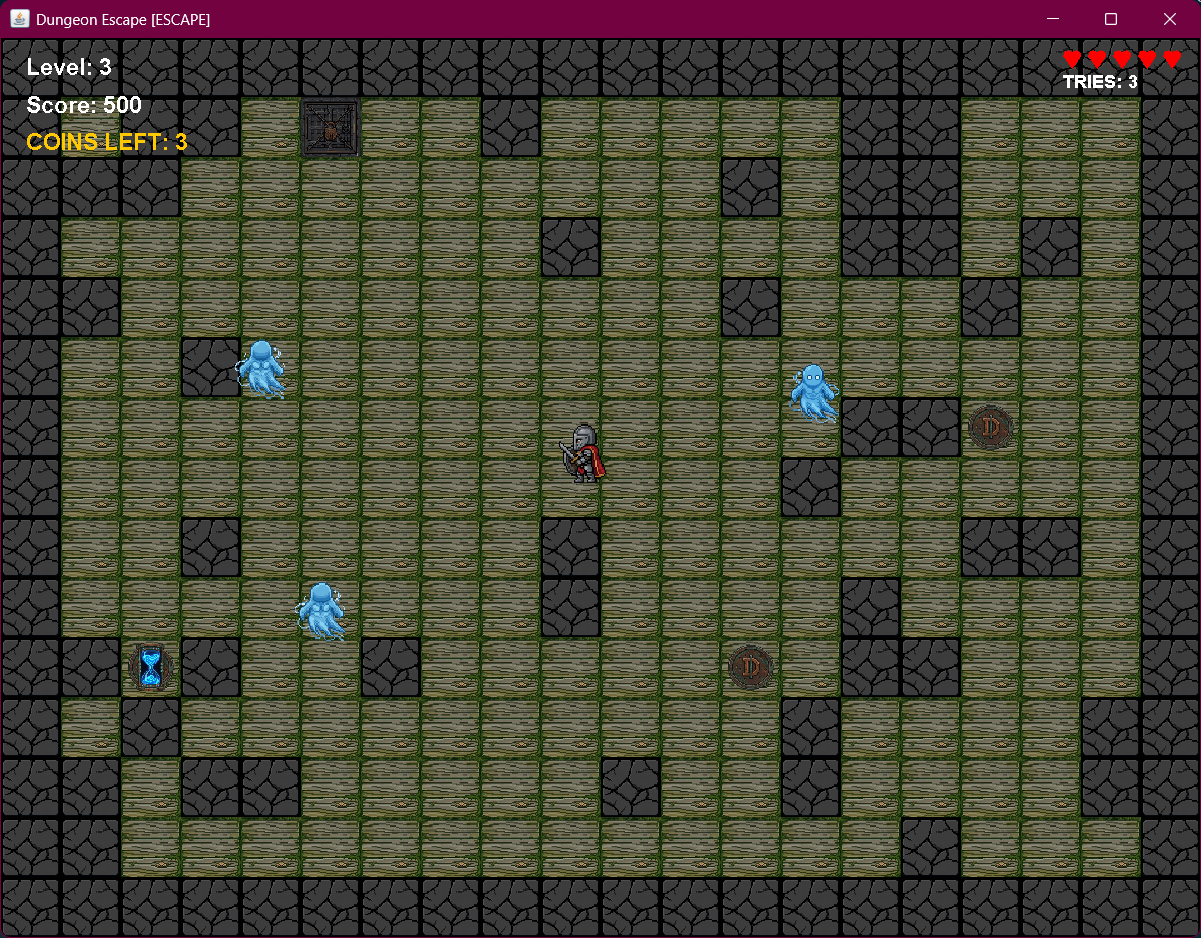 Dungeon Escape [ESCAPE]
Level: 3
Score: 500
COINS LEFT: 3
TRIES: 3
D
D